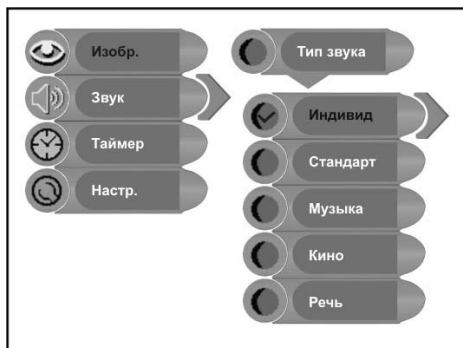 Изобр.
Звук
Таймер
Настр.
Тип звука
Индивид
Стандарт
Музыка
Кино
Речь